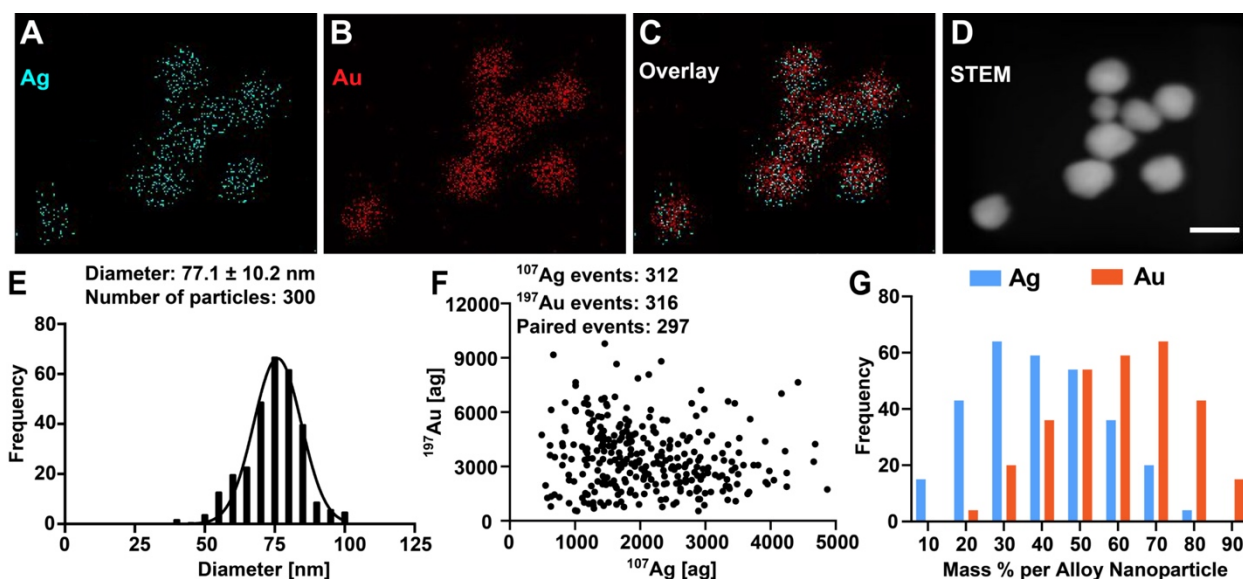 A
Ag
B
Au
C
Overlay
D
STEM
E
Diameter: 77.1 ± 10.2 nm
Number of particles: 300
Frequency
80
60
40
20
0
0 25 50 75 100 125
Diameter [nm]
F
¹⁰⁷Ag events: 312
¹⁹⁷Au events: 316
Paired events: 297
¹⁹⁷Au [ag]
12000
9000
6000
3000
0
0 1000 2000 3000 4000 5000
¹⁰⁷Ag [ag]
G
Ag Au
Frequency
80
60
40
20
0
10 20 30 40 50 60 70 80 90
Mass % per Alloy Nanoparticle